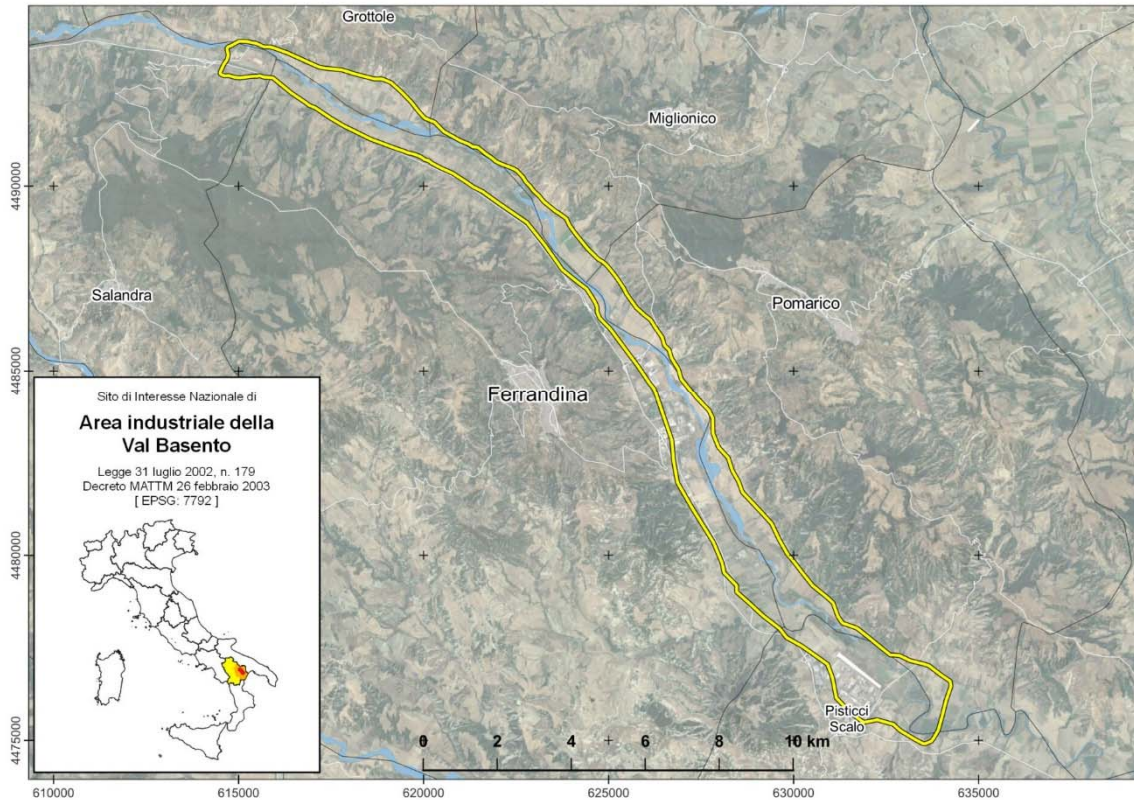 Grottole
Miglionico
4490000
Salandra
Pomarico
4485000
Ferrandina
Sito di Interesse Nazionale di
Area industriale della
Val Basento
Legge 31 luglio 2002, n. 179
Decreto MATTM 26 febbraio 2003
[ EPSG: 7792 ]
4480000
Pisticci
Scalo
4475000
0 2 4 6 8 10 km
610000 615000 620000 625000 630000 635000